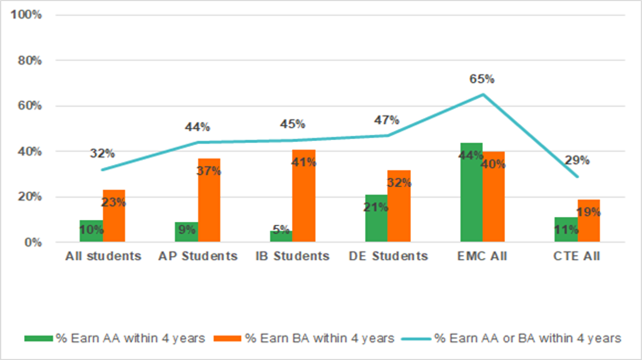 100%
80%
60%
40%
20%
0%
32%
44%
45%
47%
65%
29%
10%
23%
9%
37%
5%
41%
21%
32%
44%
40%
11%
19%
All students
AP Students
IB Students
DE Students
EMC All
CTE All
% Earn AA within 4 years
% Earn BA within 4 years
% Earn AA or BA within 4 years